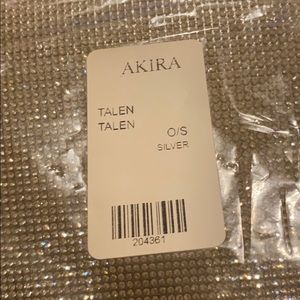 AKIRA
TALEN
TALEN
O/S
SILVER
204361